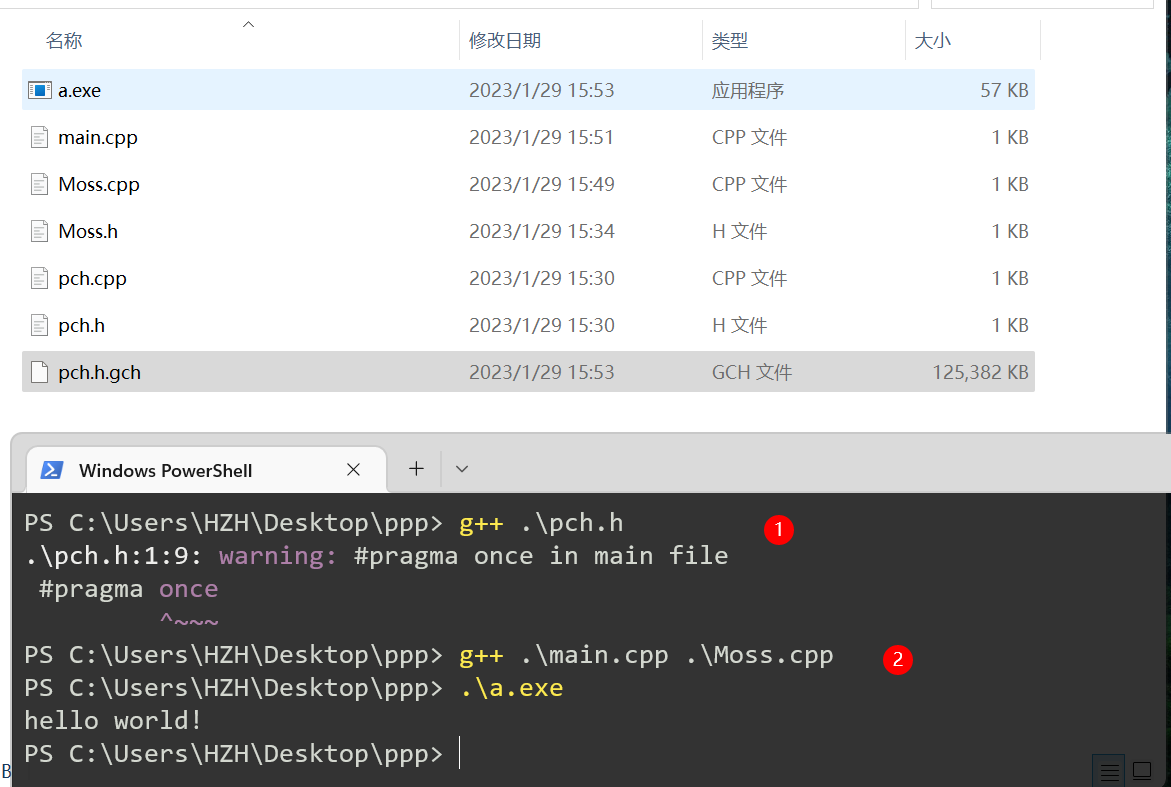 名称 修改日期 类型 大小
a.exe 2023/1/29 15:53 应用程序 57 KB
main.cpp 2023/1/29 15:51 CPP 文件 1 KB
Moss.cpp 2023/1/29 15:49 CPP 文件 1 KB
Moss.h 2023/1/29 15:34 H 文件 1 KB
pch.cpp 2023/1/29 15:30 CPP 文件 1 KB
pch.h 2023/1/29 15:30 H 文件 1 KB
pch.h.gch 2023/1/29 15:53 GCH 文件 125,382 KB
Windows PowerShell
PS C:\Users\HZH\Desktop\ppp> g++ .\pch.h 1
.\pch.h:1:9: warning: #pragma once in main file
#pragma once
^~~~
PS C:\Users\HZH\Desktop\ppp> g++ .\main.cpp .\Moss.cpp 2
PS C:\Users\HZH\Desktop\ppp> .\a.exe
hello world!
PS C:\Users\HZH\Desktop\ppp>
B